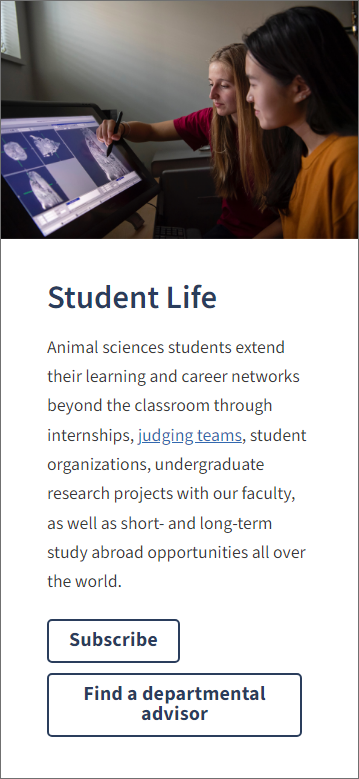 Student Life
Animal sciences students extend
their learning and career networks
beyond the classroom through
internships, judging teams, student
organizations, undergraduate
research projects with our faculty,
as well as short- and long-term
study abroad opportunities all over
the world.
Subscribe
Find a departmental
advisor